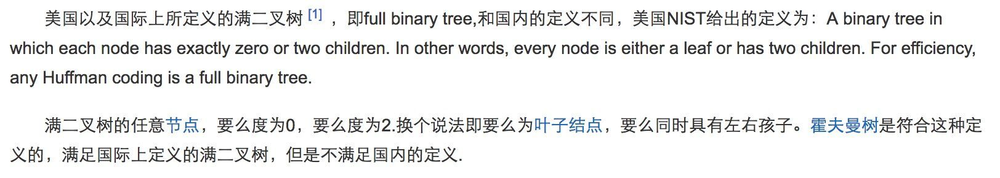 美国以及国际上所定义的满二叉树 [1] ，即full binary tree,和国内的定义不同，美国NIST给出的定义为：A binary tree in
which each node has exactly zero or two children. In other words, every node is either a leaf or has two children. For efficiency,
any Huffman coding is a full binary tree.
满二叉树的任意节点，要么度为0，要么度为2.换个说法即要么为叶子结点，要么同时具有左右孩子。霍夫曼树是符合这种定
义的，满足国际上定义的满二叉树，但是不满足国内的定义.